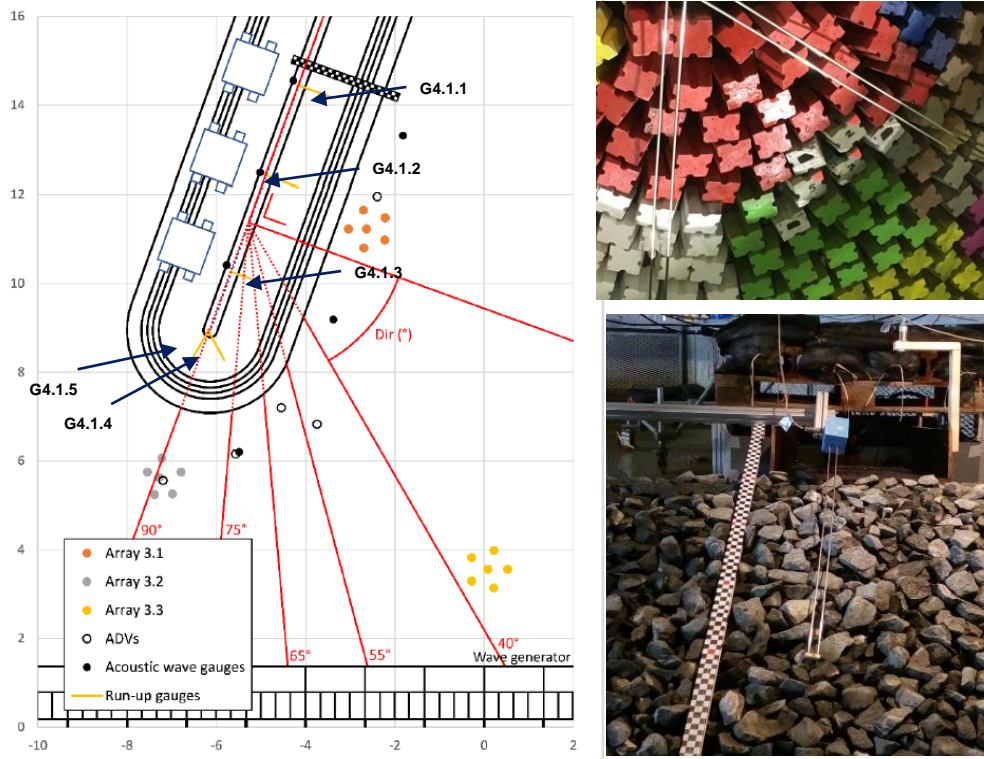 16
14
12
10
8
6
4
2
0
-10
-8
-6
-4
-2
0
2
G4.1.1
G4.1.2
G4.1.3
G4.1.5
G4.1.4
Dir (°)
90°
75°
65°
55°
40°
Wave generator
Array 3.1
Array 3.2
Array 3.3
ADVs
Acoustic wave gauges
Run-up gauges